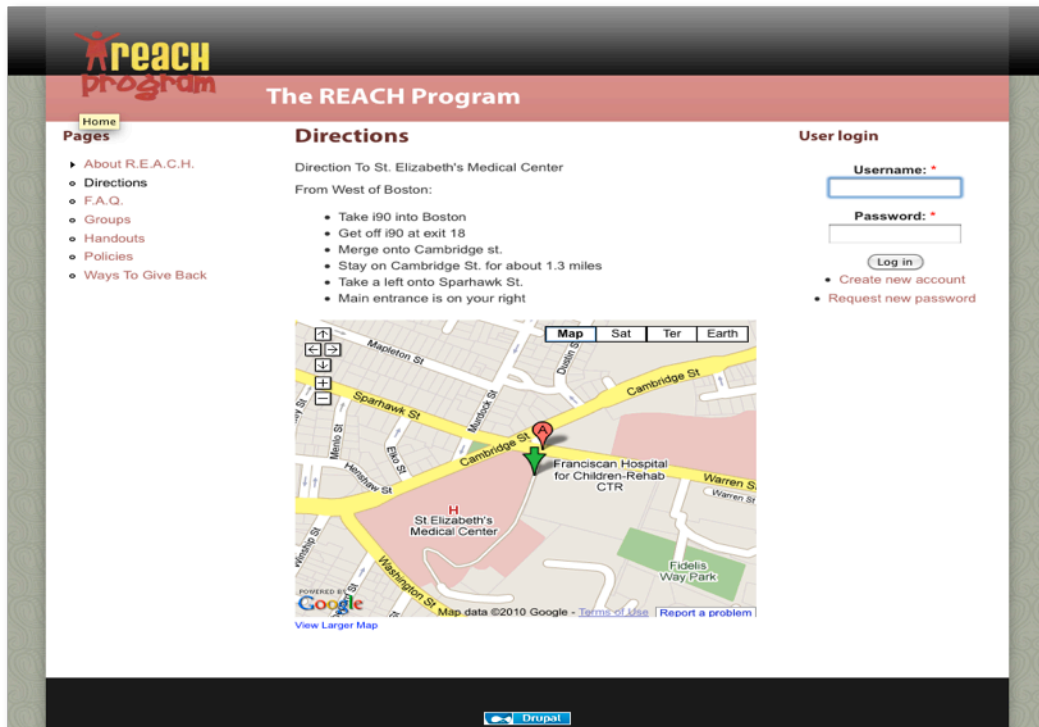 reach
program
The REACH Program
Home
Pages
About R.E.A.C.H.
Directions
F.A.Q.
Groups
Handouts
Policies
Ways To Give Back
Directions
Direction To St. Elizabeth's Medical Center
From West of Boston:
Take i90 into Boston
Get off i90 at exit 18
Merge onto Cambridge st.
Stay on Cambridge St. for about 1.3 miles
Take a left onto Sparhawk St.
Main entrance is on your right
Map Sat Ter Earth
Mapleton St
Dustin St
Cambridge St
Murdock St
Sparhawk St
Menlo St
Elko St
Cambridge St
A
Henshaw St
Franciscan Hospital
for Children-Rehab
CTR
Warren S
Warren St
H
St Elizabeth's
Medical Center
Winship St
Washington St
Fidelis
Way Park
POWERED BY
Google
Map data ©2010 Google - Terms of Use
Report a problem
View Larger Map
User login
Username: *
Password: *
Log in
Create new account
Request new password
Drupal